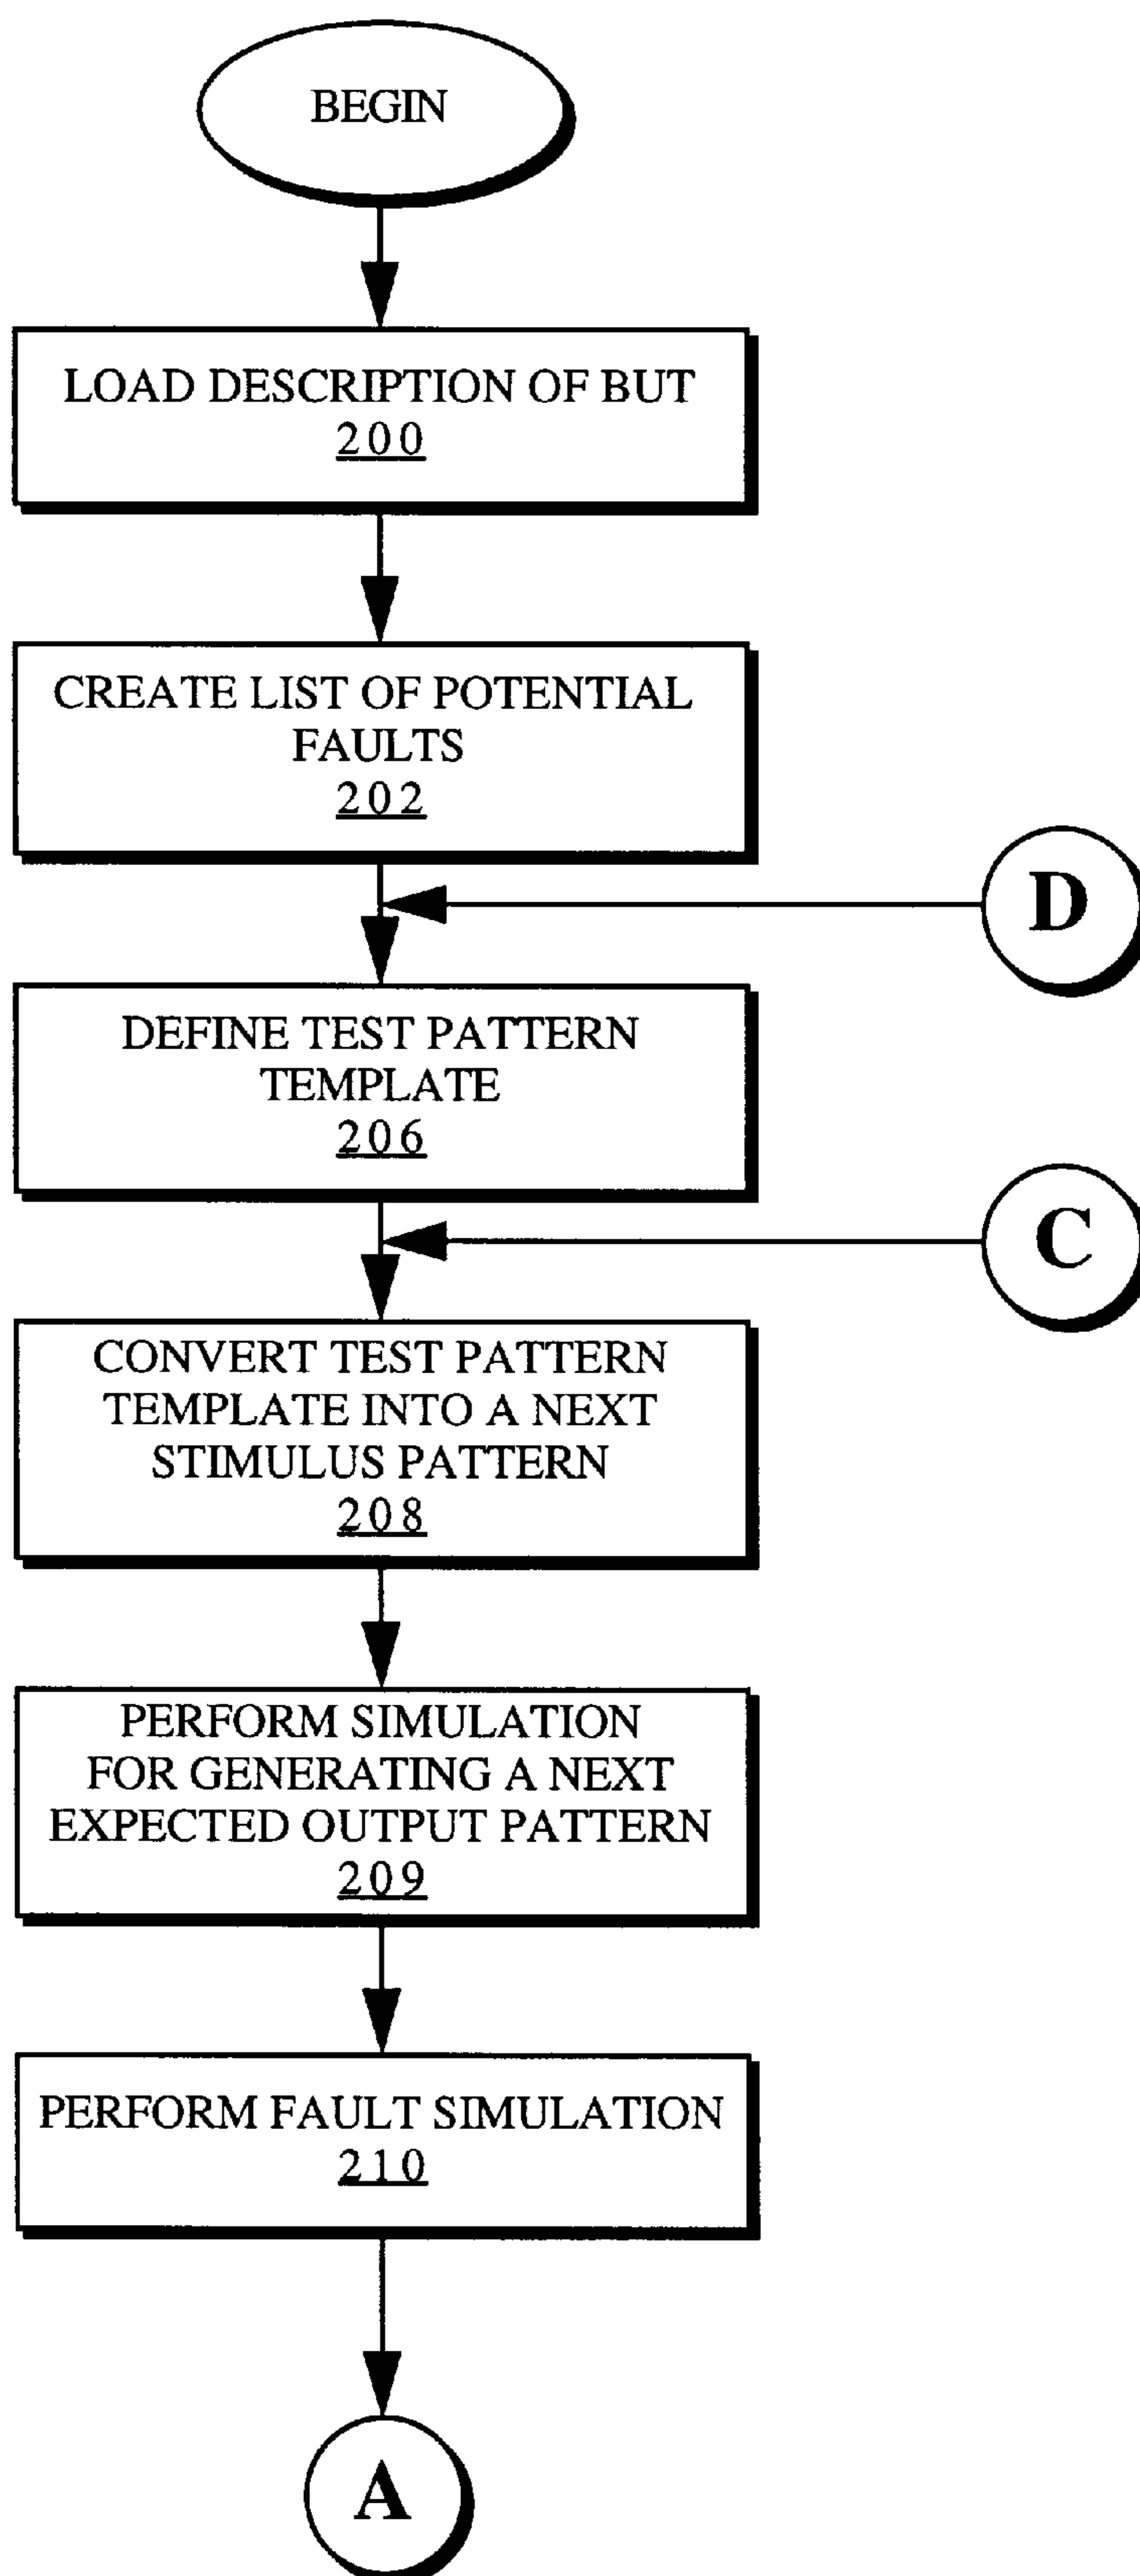 BEGIN
LOAD DESCRIPTION OF BUT
200
CREATE LIST OF POTENTIAL
FAULTS
202
D
DEFINE TEST PATTERN
TEMPLATE
206
C
CONVERT TEST PATTERN
TEMPLATE INTO A NEXT
STIMULUS PATTERN
208
PERFORM SIMULATION
FOR GENERATING A NEXT
EXPECTED OUTPUT PATTERN
209
PERFORM FAULT SIMULATION
210
A